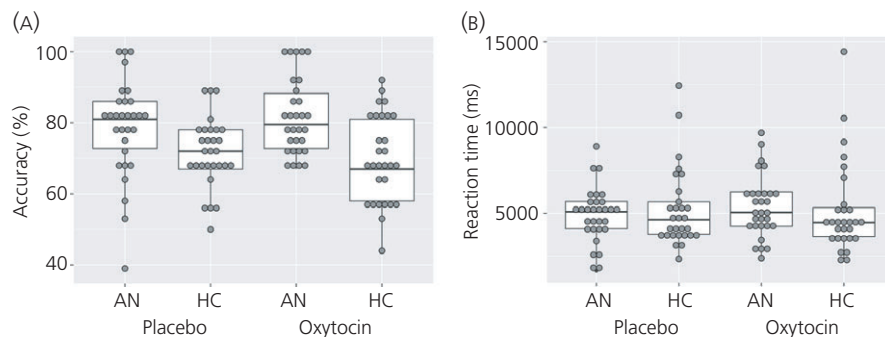 (A)
Accuracy (%)
100
80
60
40
AN HC AN HC
Placebo Oxytocin
(B)
Reaction time (ms)
15000
10000
5000
AN HC AN HC
Placebo Oxytocin